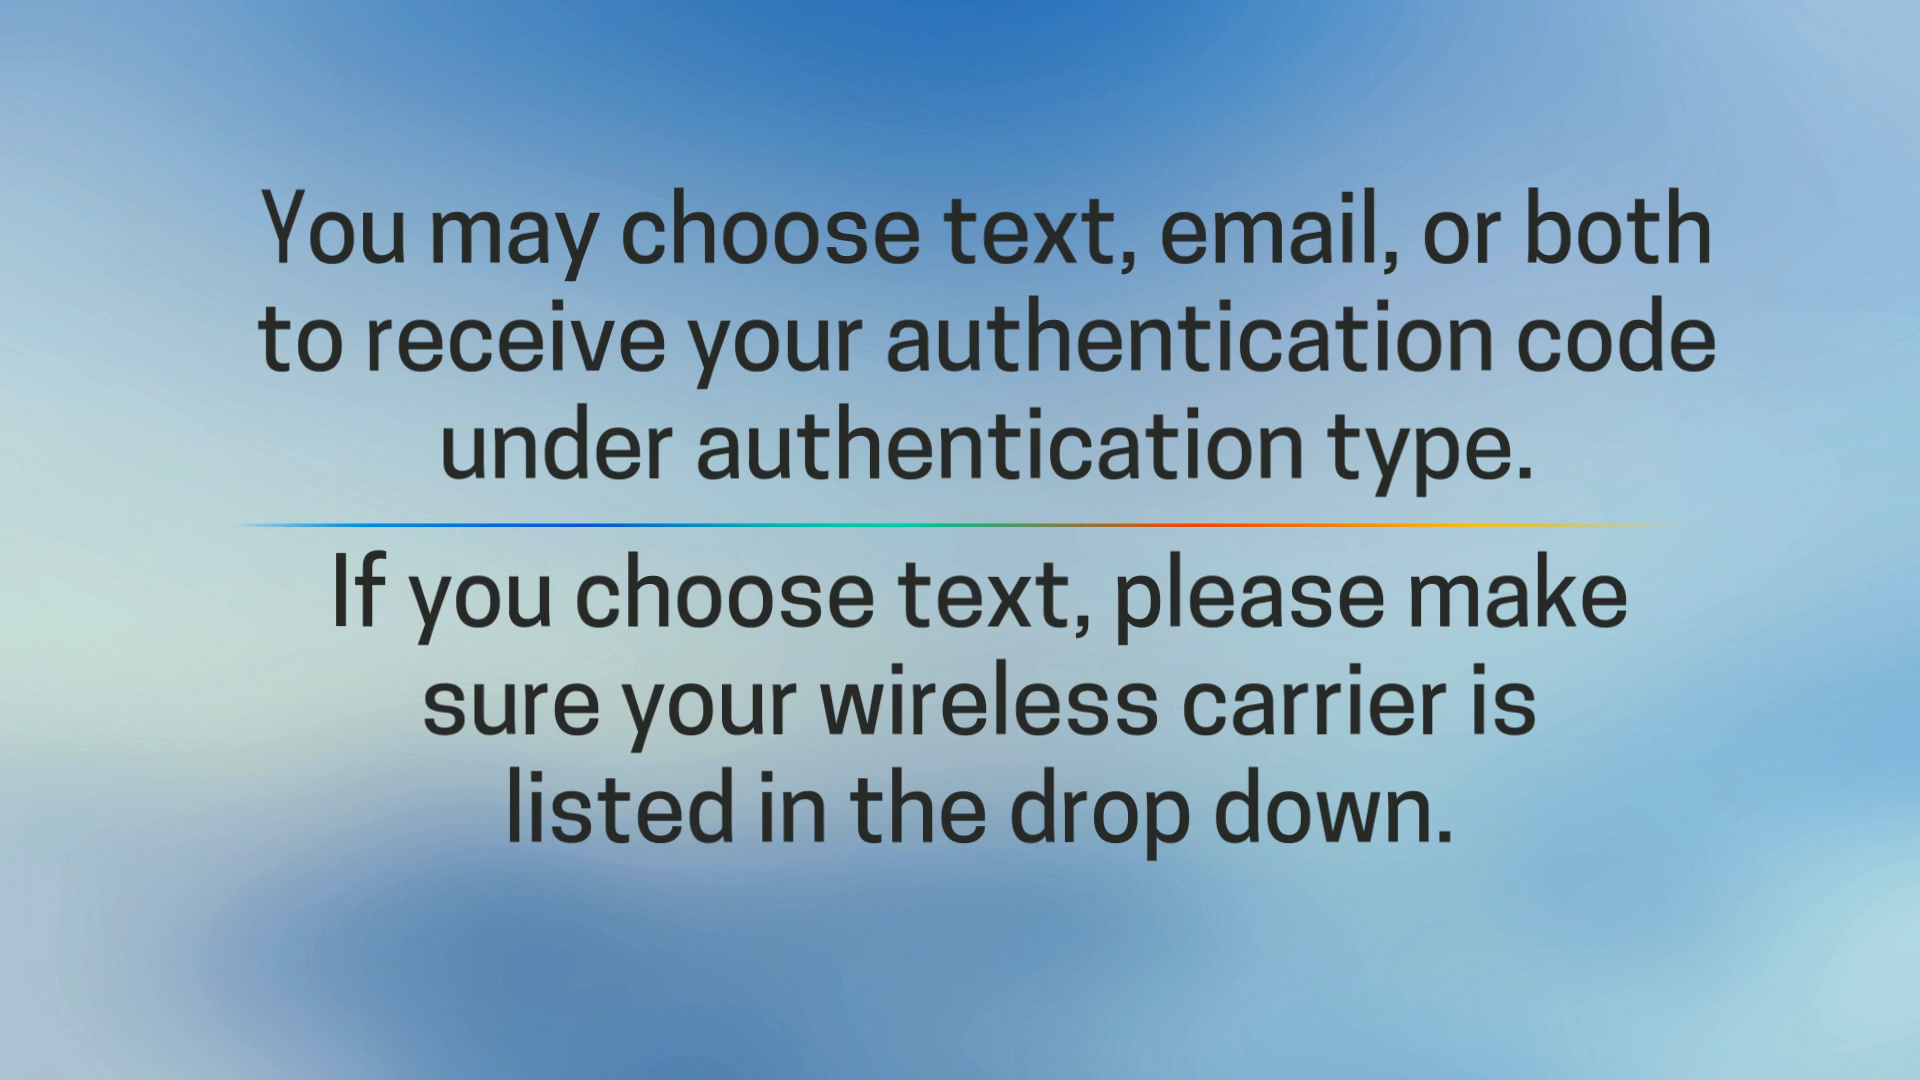 You may choose text, email, or both
to receive your authentication code
under authentication type.
If you choose text, please make
sure your wireless carrier is
listed in the drop down.